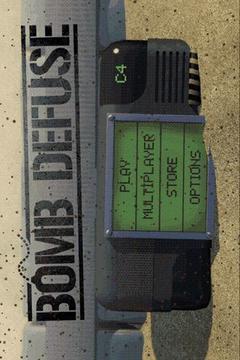 BOMB DEFUSE
C4
PLAY
MULTIPLAYER
STORE
OPTIONS